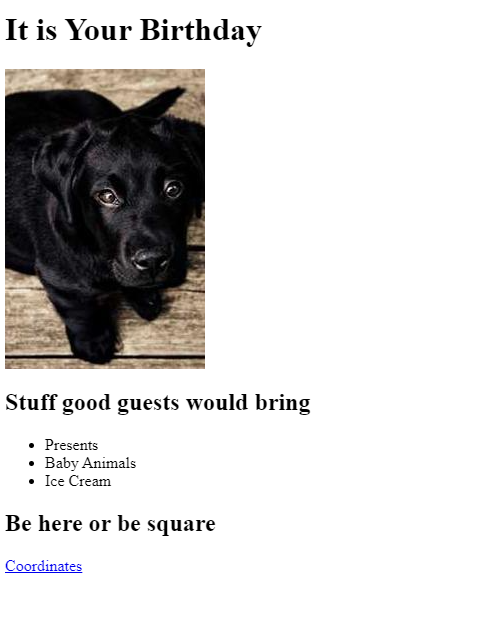 It is Your Birthday
Stuff good guests would bring
Presents
Baby Animals
Ice Cream
Be here or be square
Coordinates